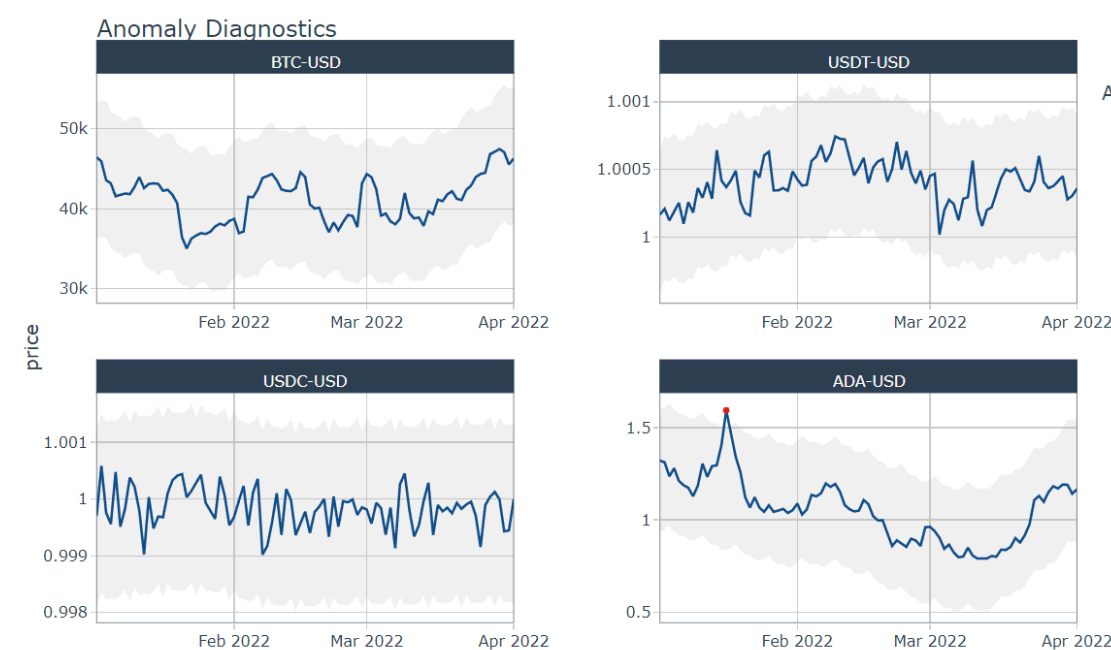 Anomaly Diagnostics
BTC-USD
50k
40k
30k
Feb 2022 Mar 2022 Apr 2022
USDT-USD
1.001
1.0005
1
Feb 2022 Mar 2022 Apr 2022
A
price
USDC-USD
1.001
1
0.999
0.998
Feb 2022 Mar 2022 Apr 2022
ADA-USD
1.5
1
0.5
Feb 2022 Mar 2022 Apr 2022